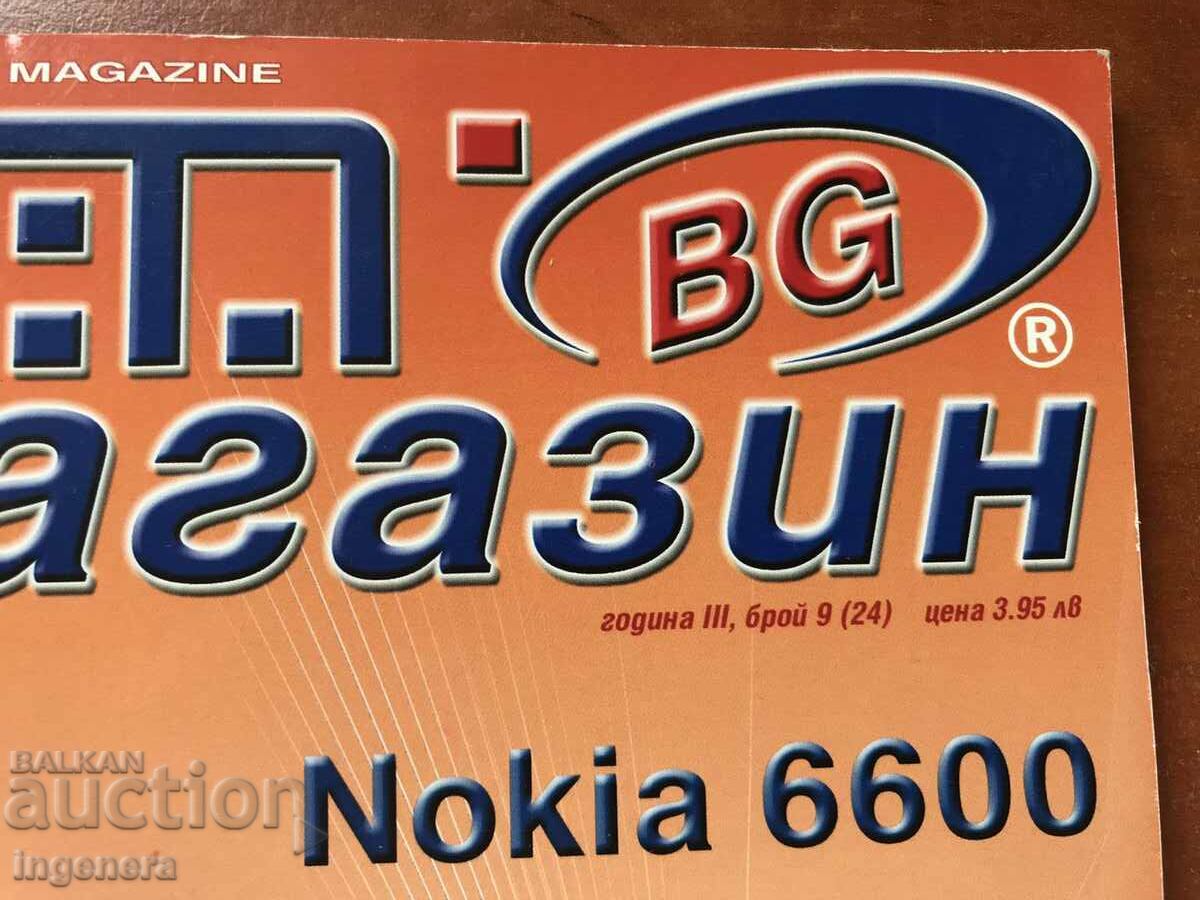 MAGAZINE
BG
®
агазин
година III, брой 9 (24) цена 3.95 лв
Nokia 6600
BALKAN
auction
ingenera